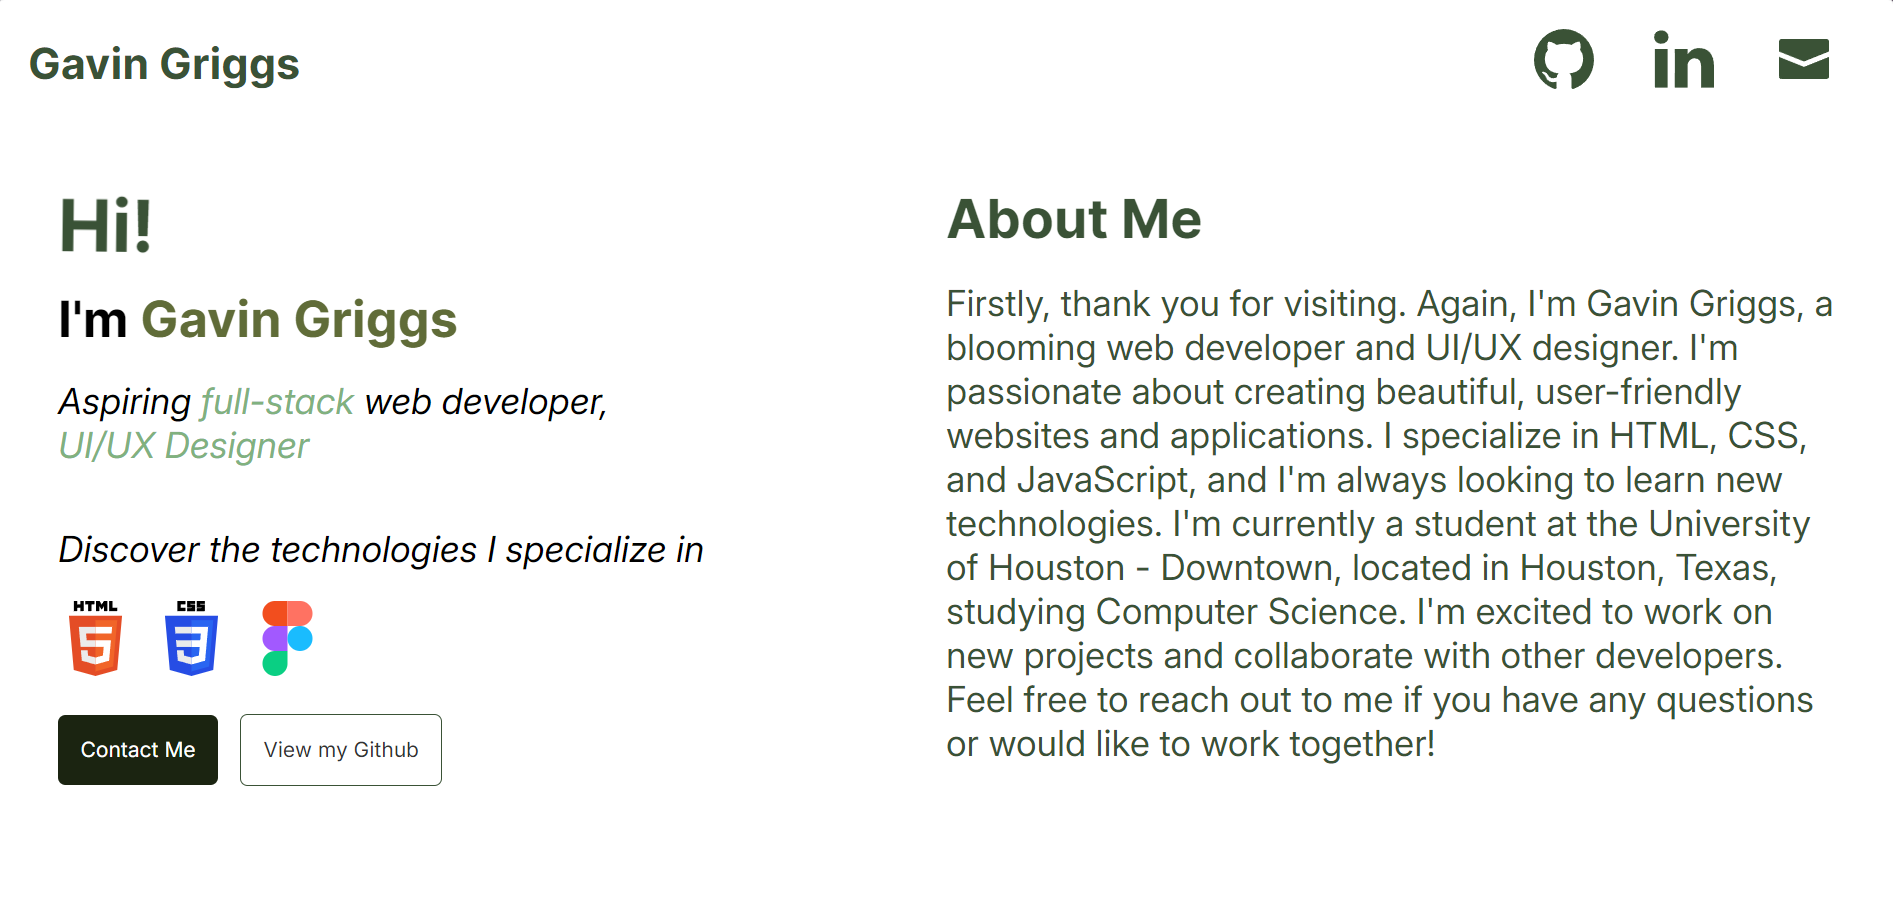 Gavin Griggs
Hi!
I'm Gavin Griggs
Aspiring full-stack web developer,
UI/UX Designer
Discover the technologies I specialize in
HTML CSS
Contact Me View my Github
About Me
Firstly, thank you for visiting. Again, I'm Gavin Griggs, a
blooming web developer and UI/UX designer. I'm
passionate about creating beautiful, user-friendly
websites and applications. I specialize in HTML, CSS,
and JavaScript, and I'm always looking to learn new
technologies. I'm currently a student at the University
of Houston - Downtown, located in Houston, Texas,
studying Computer Science. I'm excited to work on
new projects and collaborate with other developers.
Feel free to reach out to me if you have any questions
or would like to work together!